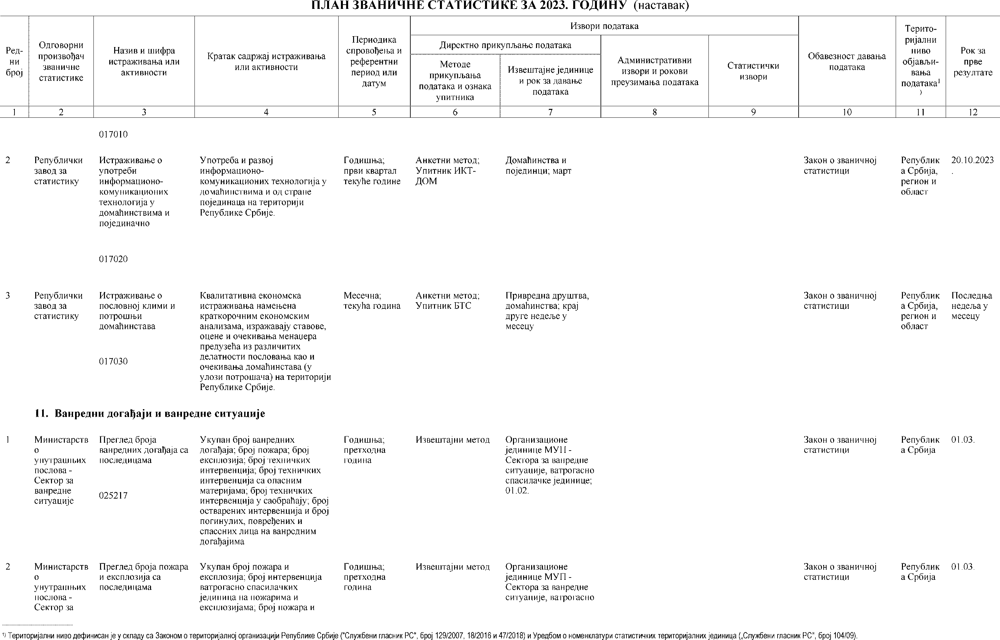 ПЛАН ЗВАНИЧНЕ СТАТИСТИКЕ ЗА 2023. ГОДИНУ (наставак)
Ред-
ни
број
Одговорни
произвођач
званичне
статистике
Назив и шифра
истраживања или
активности
Кратак садржај истраживања
или активности
Периодика
спровођења и
референтни
период или
датум
Извори података
Директно прикупљање података
Методе
прикупљања
података и ознака
упитника
Извештајне јединице
и рок за давање
података
Административни
извори и рокови
преузимања података
Статистички
извори
Обавезност давања
података
Терито-
ријални
ниво
објављи-
вања
података¹
)
Рок за
прве
резултате
1 2 3 4 5 6 7 8 9 10 11 12
017010
2
Републички
завод за
статистику
Истраживање о
употреби
информационо-
комуникационих
технологија у
домаћинствима и
појединачно
017020
Употреба и развој
информационо-
комуникационих технологија у
домаћинствима и од стране
појединаца на територији
Републике Србије.
Годишња;
први квартал
текуће године
Анкетни метод;
Упитник ИКТ-
ДОМ
Домаћинства и
појединци; март
Закон о званичној
статистици
Републик
а Србија,
регион и
област
20.10.2023
.
3
Републички
завод за
статистику
Истраживање о
пословној клими и
потрошњи
домаћинстава
017030
Квалитативна економска
истраживања намењена
краткорочним економским
анализама, изражавају ставове,
оцене и очекивања менаџера
предузећа из различитих
делатности пословања као и
очекивања домаћинстава (у
улози потрошача) на територији
Републике Србије.
Месечна;
текућа година
Анкетни метод;
Упитник БТС
Привредна друштва,
домаћинства; крај
друге недеље у
месецу
Закон о званичној
статистици
Републик
а Србија,
регион и
област
Последња
недеља у
месецу
11. Ванредни догађаји и ванредне ситуације
1
Министарств
о
унутрашњих
послова -
Сектор за
ванредне
ситуације
Преглед броја
ванредних догађаја са
последицама
025217
Укупан број ванредних
догађаја; број пожара; број
експлозија; број техничких
интервенција; број техничких
интервенција са опасним
материјама; број техничких
интервенција у саобраћају; број
остварених интервенција и број
погинулих, повређених и
спасених лица на ванредним
догађајима
Годишња;
претходна
година
Извештајни метод
Организационе
јединице МУП -
Сектора за ванредне
ситуације, ватрогасно
спасилачке јединице;
01.02.
Закон о званичној
статистици
Републик
а Србија
01.03.
2
Министарств
о
унутрашњих
послова -
Сектор за
Преглед броја пожара
и експлозија са
последицама
Укупан број пожара и
експлозија; број интервенција
ватрогасно спасилачких
јединица на пожарима и
експлозијама; број пожара и
Годишња;
претходна
година
Извештајни метод
Организационе
јединице МУП -
Сектора за ванредне
ситуације, ватрогасно
Закон о званичној
статистици
Републик
а Србија
01.03.
¹⁾ Територијални ниво дефинисан је у складу са Законом о територијалној организацији Републике Србије ("Службени гласник РС", број 129/2007, 18/2016 и 47/2018) и Уредбом о номенклатури статистичких територијалних јединица („Службени гласник РС", број 104/09).